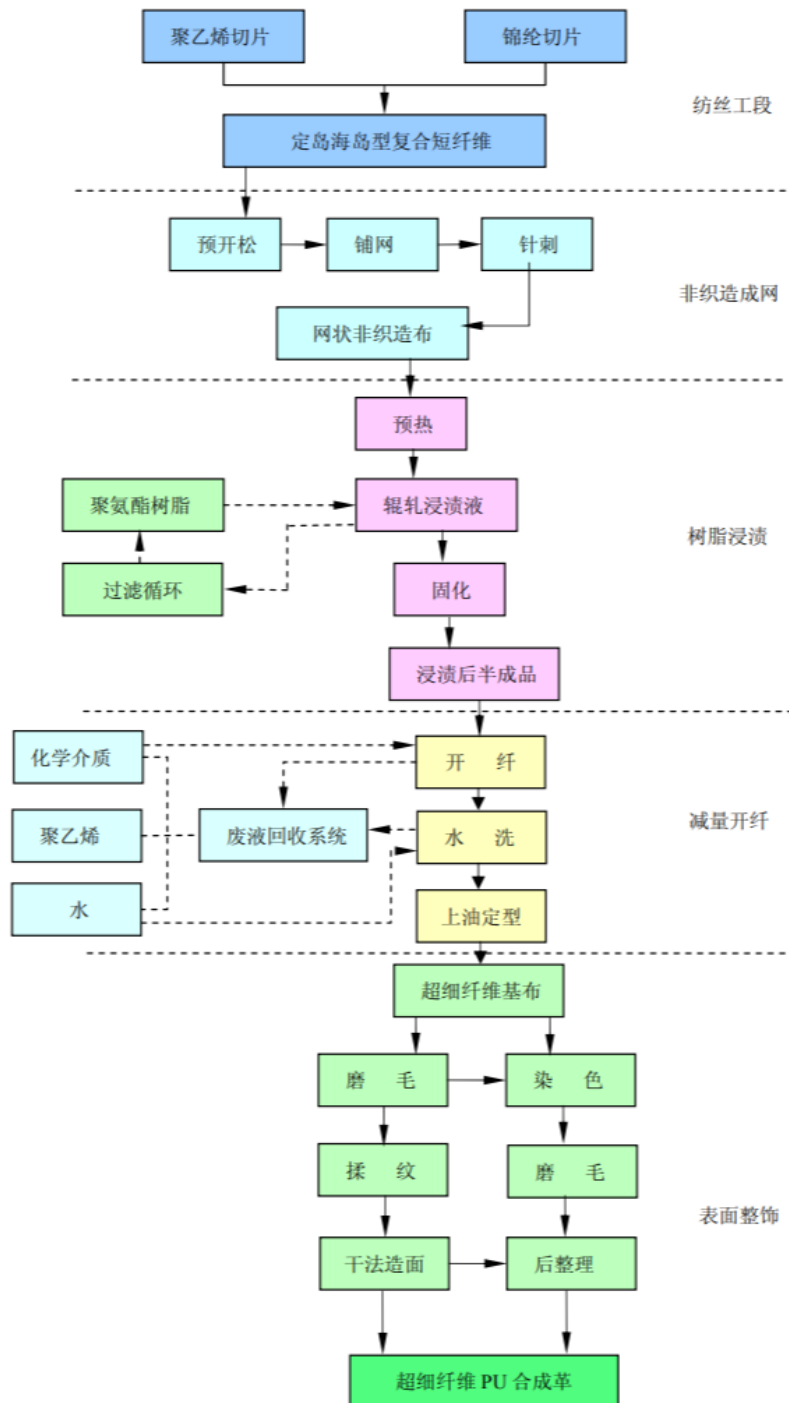 聚乙烯切片
锦纶切片
纺丝工段
定岛海岛型复合短纤维
预开松
铺网
针刺
非织造成网
网状非织造布
预热
聚氨酯树脂
辊轧浸渍液
树脂浸渍
过滤循环
固化
浸渍后半成品
化学介质
开 纤
聚乙烯
废液回收系统
水 洗
减量开纤
水
上油定型
超细纤维基布
磨 毛
染 色
揉 纹
磨 毛
表面整饰
干法造面
后整理
超细纤维 PU 合成革